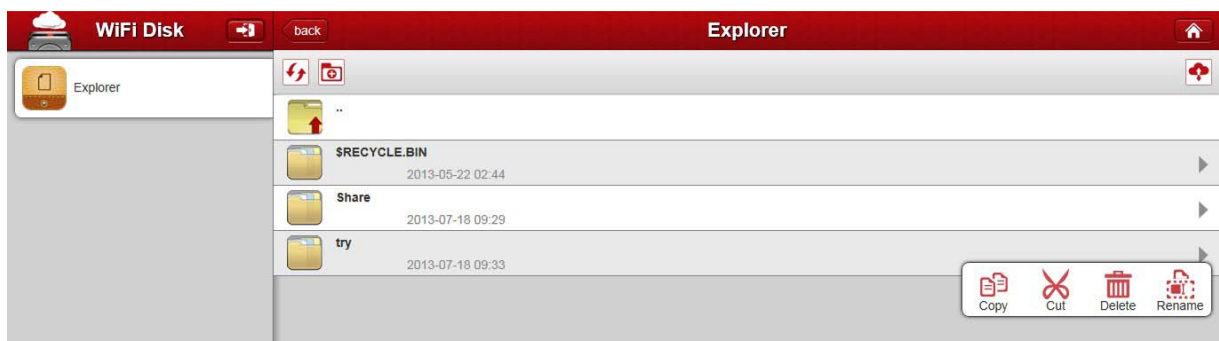 WiFi Disk
back
Explorer
Explorer
..
$RECYCLE.BIN
2013-05-22 02:44
Share
2013-07-18 09:29
try
2013-07-18 09:33
Copy Cut Delete Rename